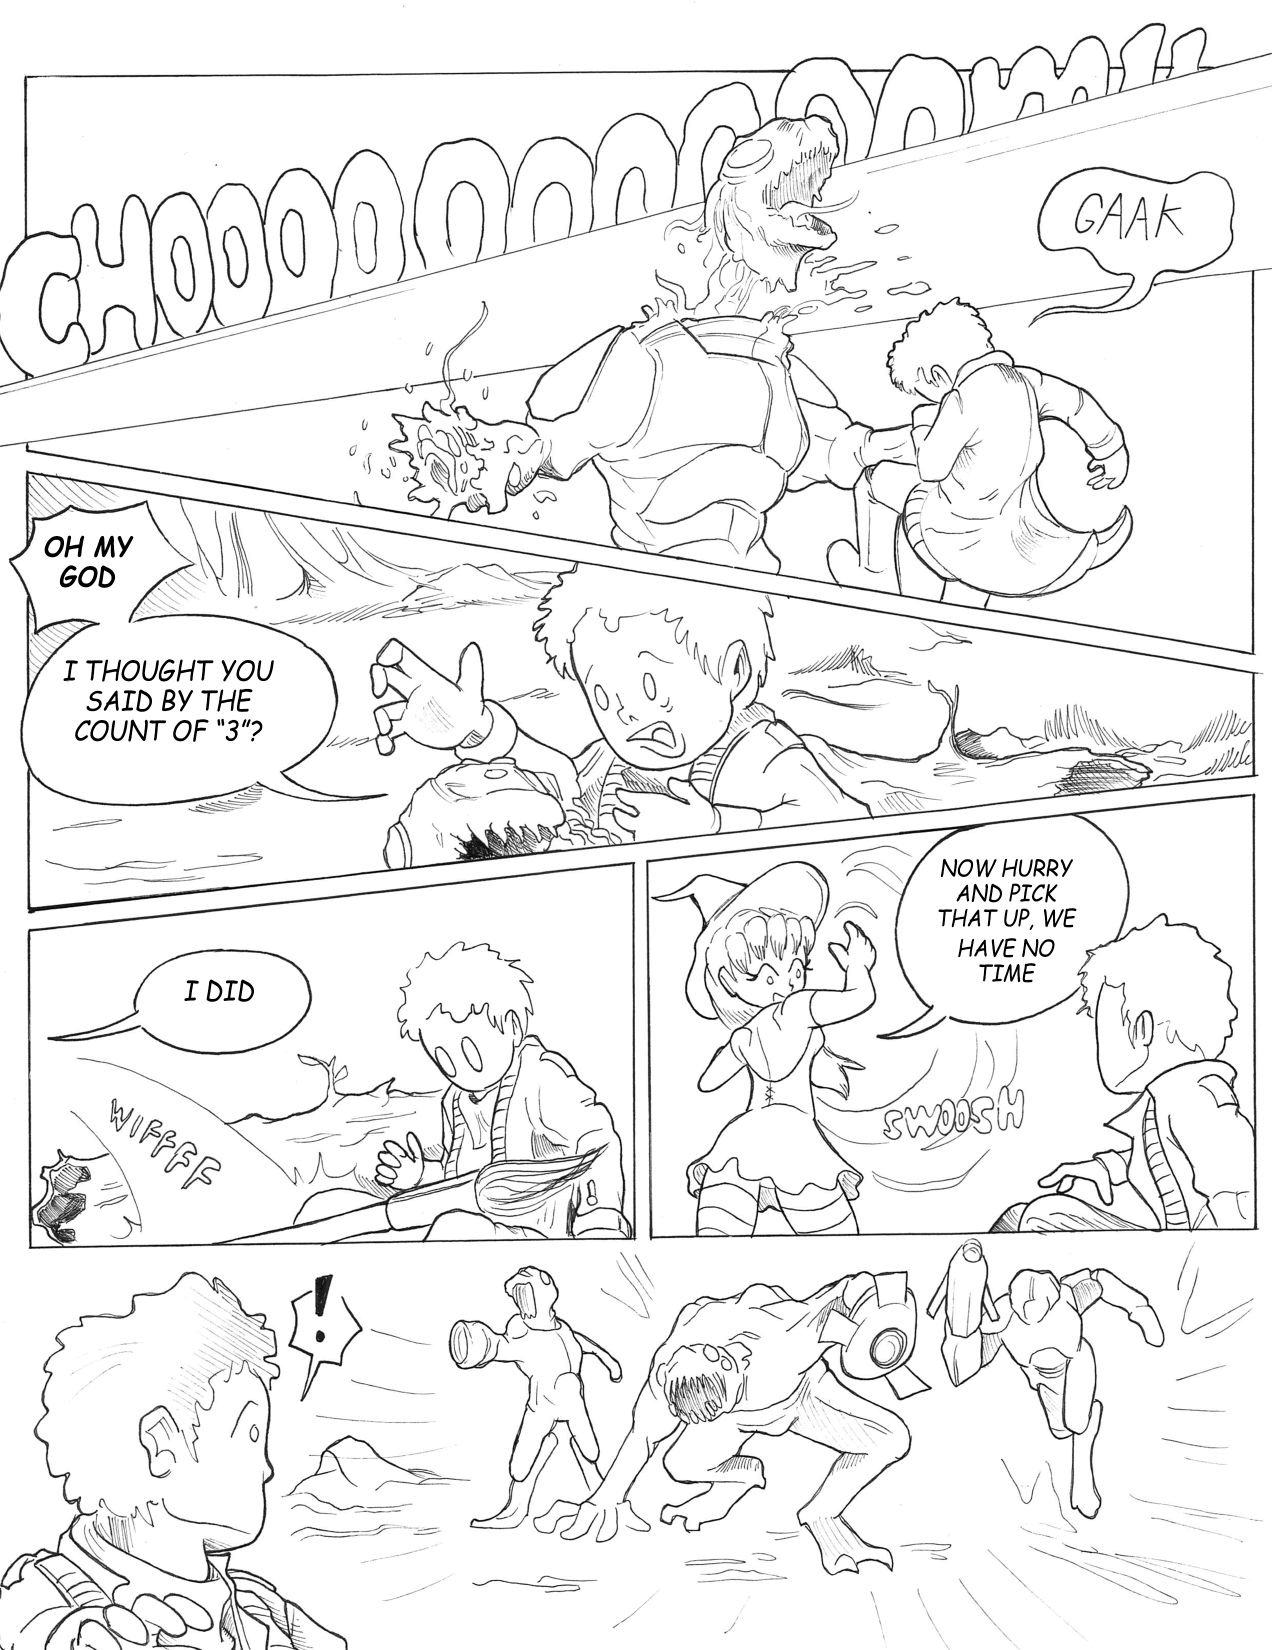 CHOOOOOOOOOOOM!!
GAAK
OH MY
GOD
I THOUGHT YOU
SAID BY THE
COUNT OF "3"?
I DID
WIFFFF
NOW HURRY
AND PICK
THAT UP, WE
HAVE NO
TIME
SWOOSH
!